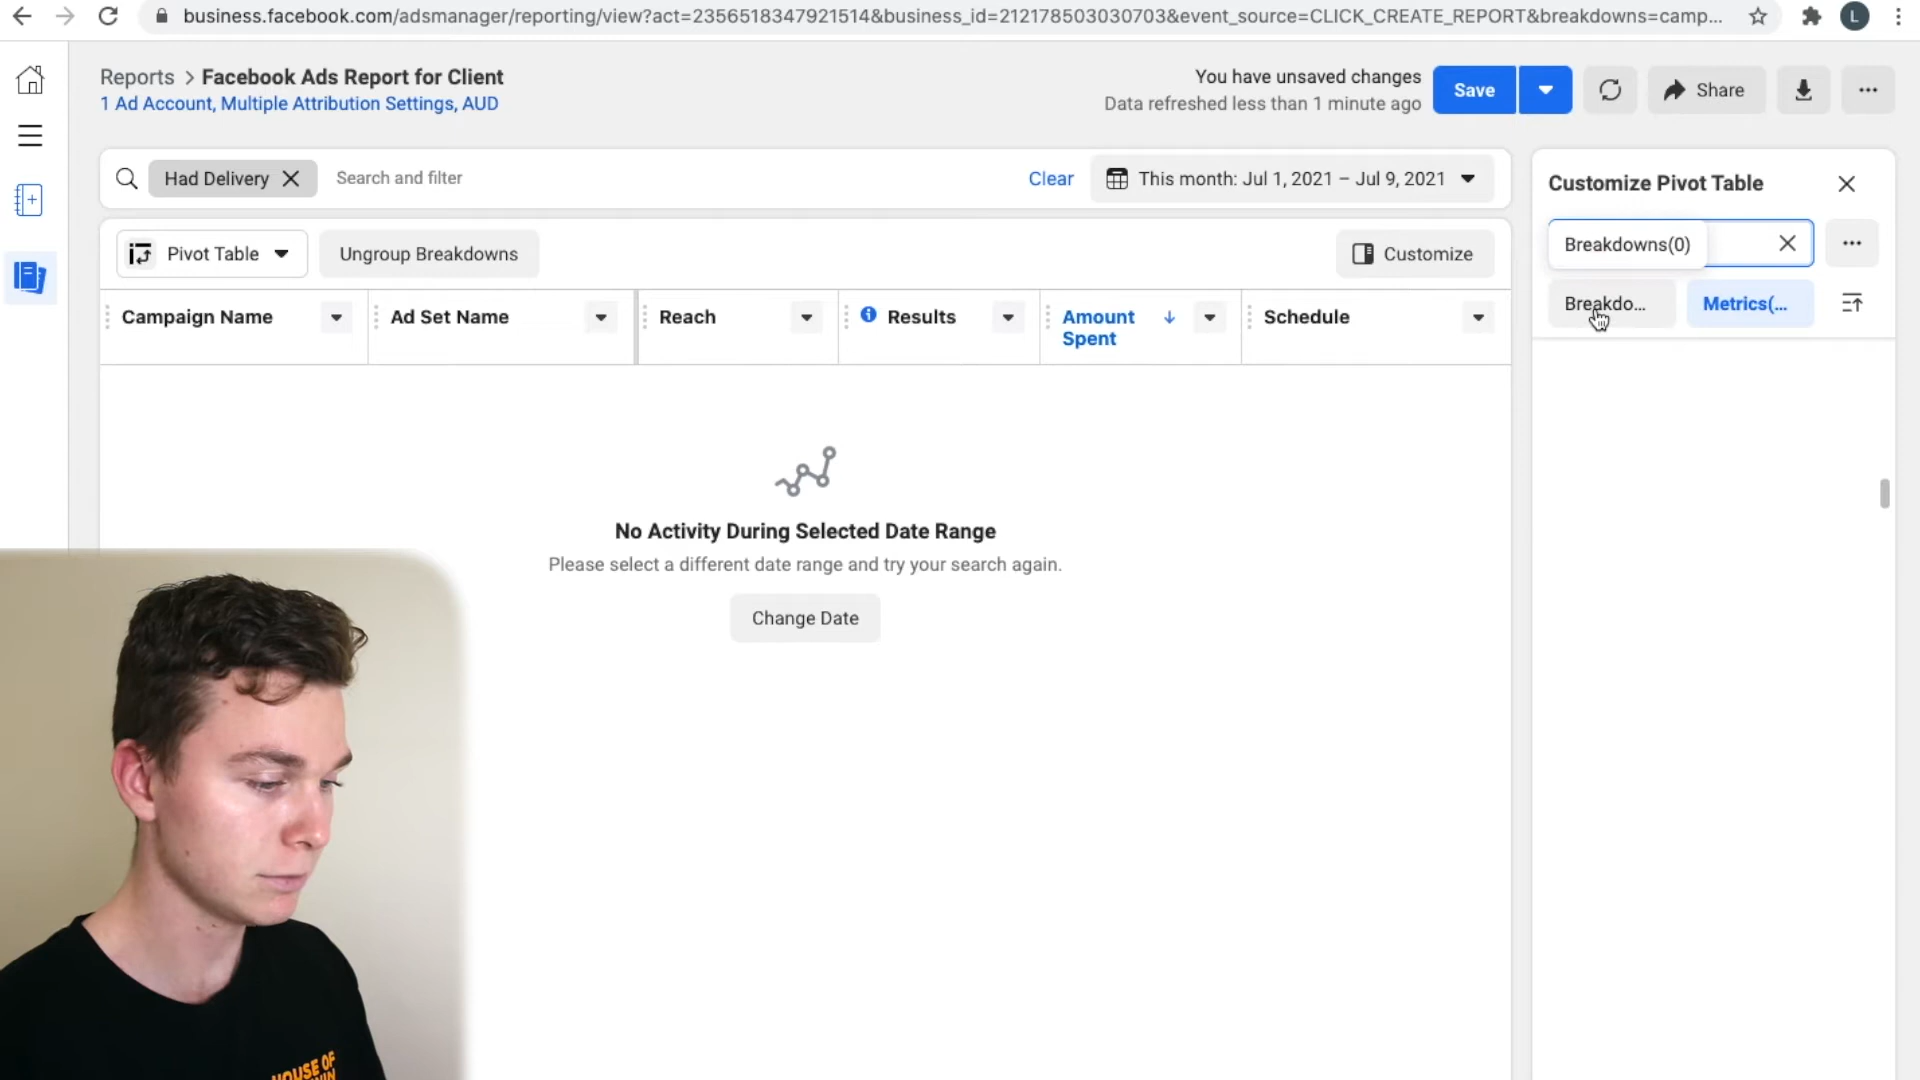 business.facebook.com/adsmanager/reporting/view?act=2356518347921514&business_id=212178503030703&event_source=CLICK_CREATE_REPORT&breakdowns=camp...
L
Reports > Facebook Ads Report for Client
1 Ad Account, Multiple Attribution Settings, AUD
You have unsaved changes
Data refreshed less than 1 minute ago
Save
Share
Had Delivery
Search and filter
Clear
This month: Jul 1, 2021 – Jul 9, 2021
Customize Pivot Table
Pivot Table
Ungroup Breakdowns
Customize
Breakdowns(0)
Breakdo...
Metrics(...
Campaign Name
Ad Set Name
Reach
Results
Amount
Spent
Schedule
No Activity During Selected Date Range
Please select a different date range and try your search again.
Change Date
HOUSE OF